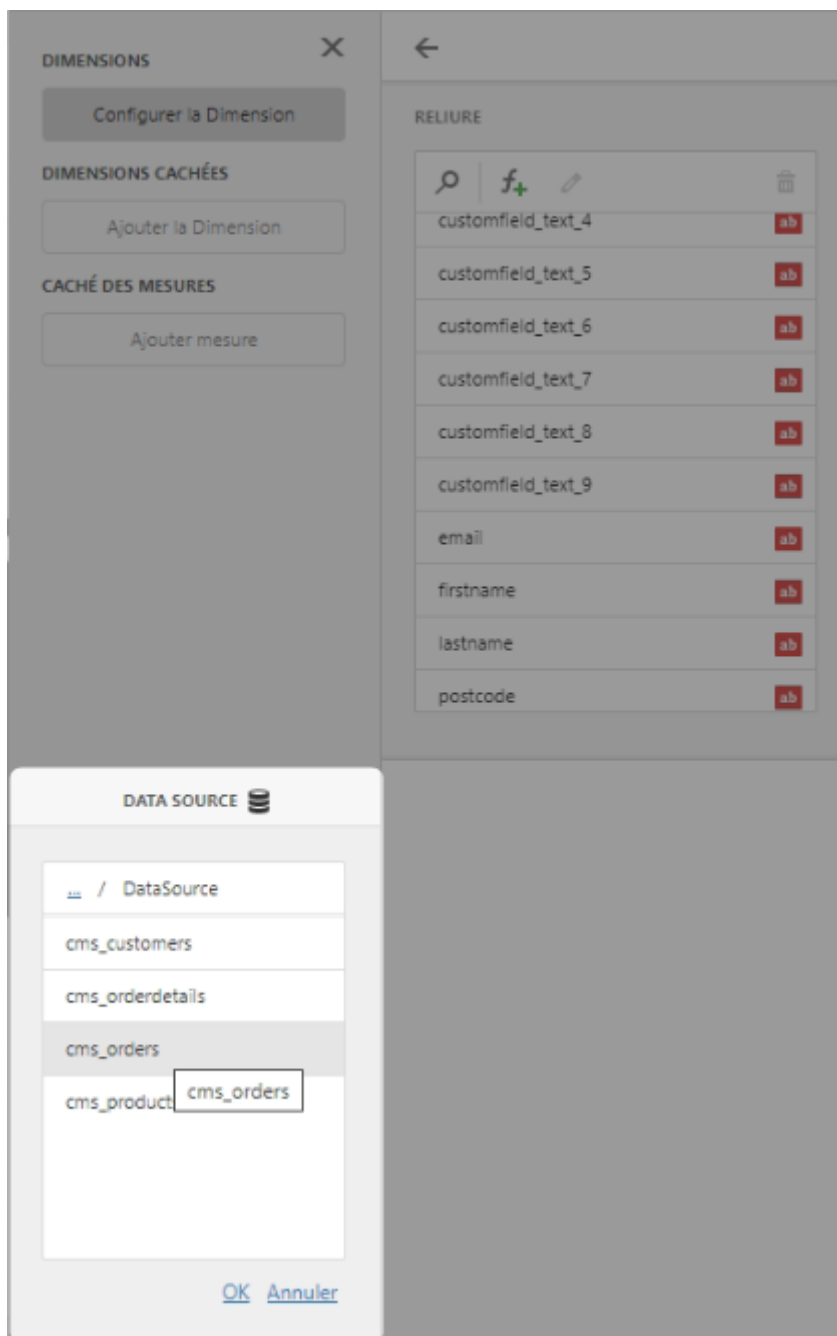 DIMENSIONS
Configurer la Dimension
DIMENSIONS CACHÉES
Ajouter la Dimension
CACHÉ DES MESURES
Ajouter mesure
RELIURE
customfield_text_4 ab
customfield_text_5 ab
customfield_text_6 ab
customfield_text_7 ab
customfield_text_8 ab
customfield_text_9 ab
email ab
firstname ab
lastname ab
postcode ab
DATA SOURCE
... / DataSource
cms_customers
cms_orderdetails
cms_orders
cms_orders
cms_product
OK Annuler